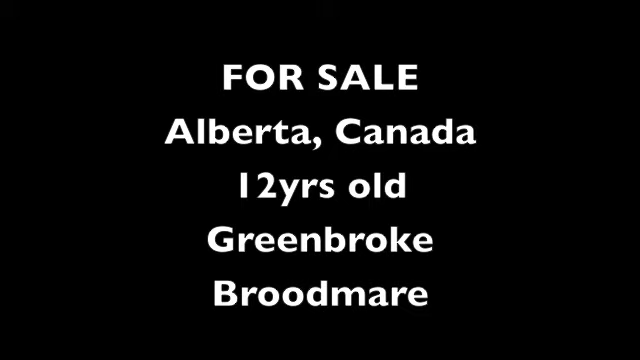 FOR SALE
Alberta, Canada
12yrs old
Greenbroke
Broodmare